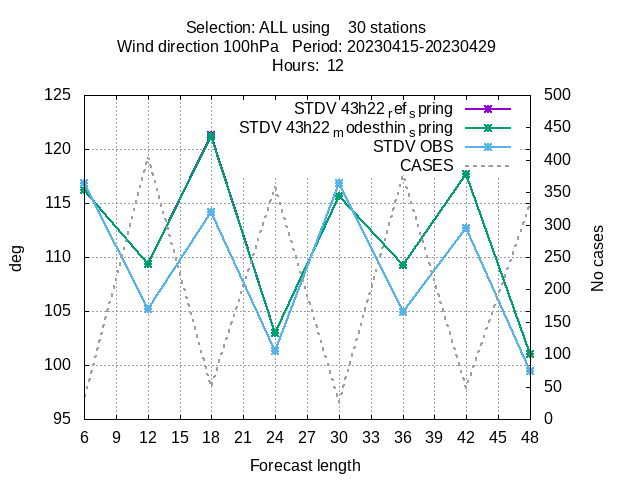 Selection: ALL using    30 stations
Wind direction 100hPa   Period: 20230415-20230429
Hours:  12
STDV 43h22 ref spring
STDV 43h22 modesthin spring
STDV OBS
CASES
125
120
115
110
105
100
95
500
450
400
350
300
250
200
150
100
50
0
deg
No cases
6 9 12 15 18 21 24 27 30 33 36 39 42 45 48
Forecast length